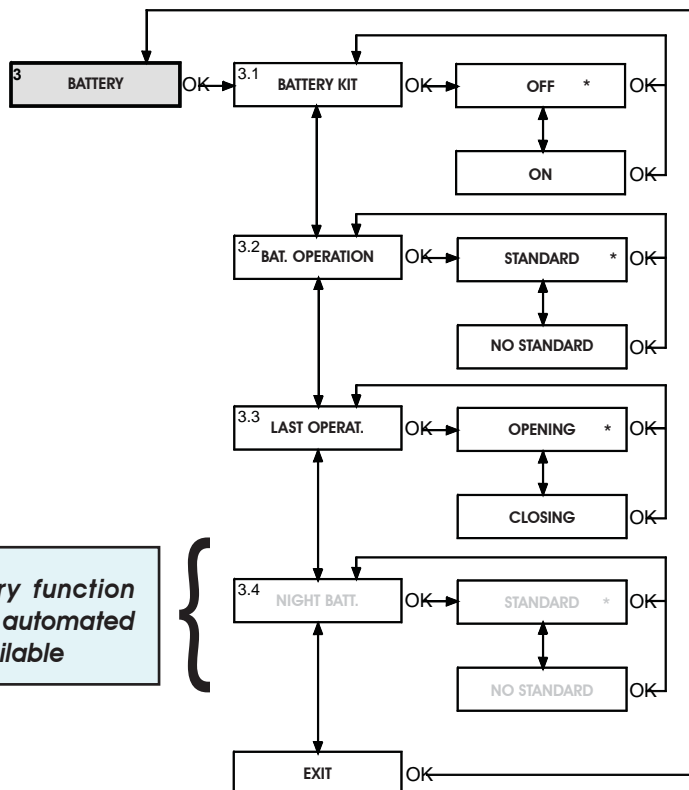 3 BATTERY OK
3.1 BATTERY KIT OK
OFF * OK
ON OK
3.2 BAT. OPERATION OK
STANDARD * OK
NO STANDARD OK
3.3 LAST OPERAT. OK
OPENING * OK
CLOSING OK
function
automated
3.4 NIGHT BATT. OK
STANDARD * OK
NO STANDARD OK
EXIT OK